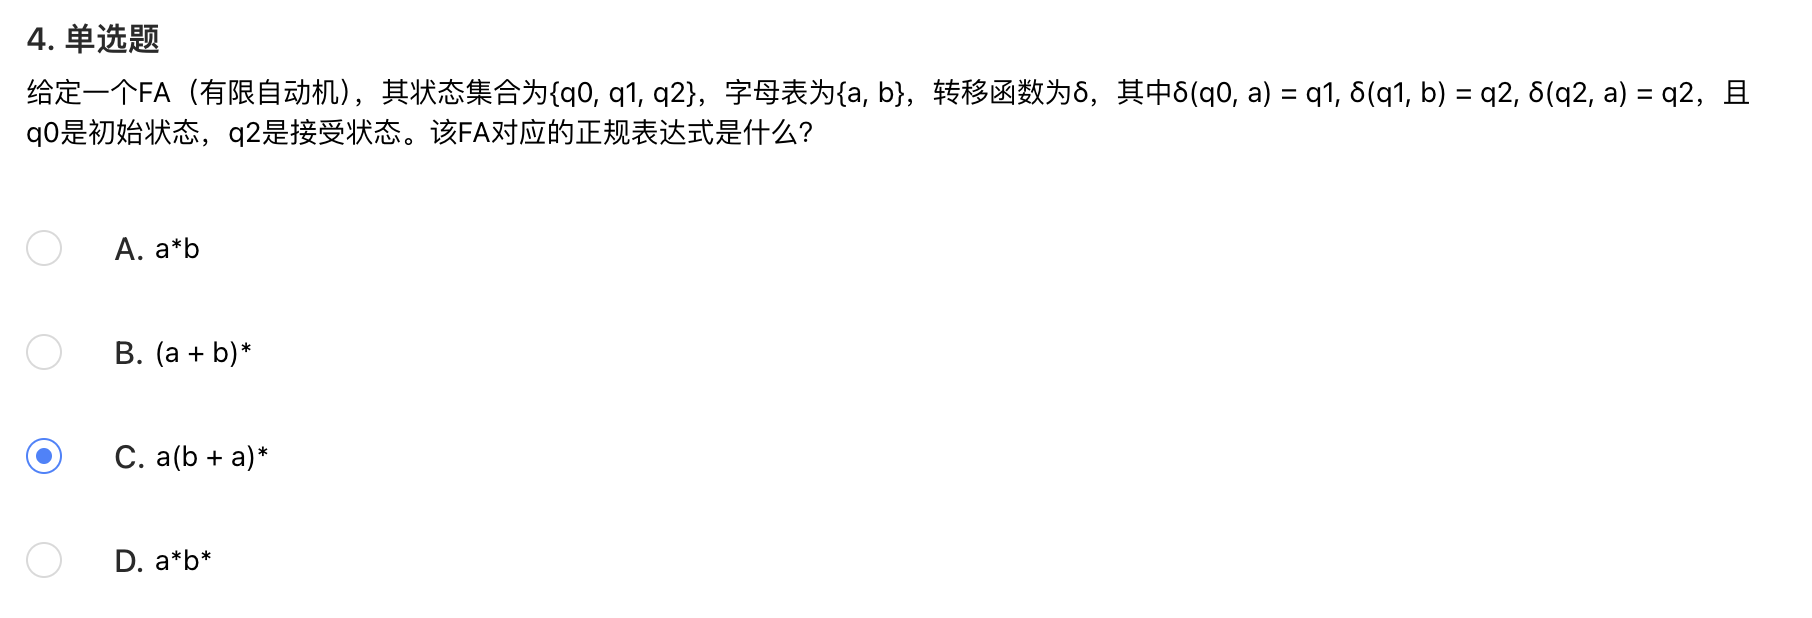 4. 单选题
给定一个FA（有限自动机），其状态集合为{q0, q1, q2}，字母表为{a, b}，转移函数为δ，其中δ(q0, a) = q1, δ(q1, b) = q2, δ(q2, a) = q2，且
q0是初始状态，q2是接受状态。该FA对应的正规表达式是什么?
A. a*b
B. (a + b)*
C. a(b + a)*
D. a*b*